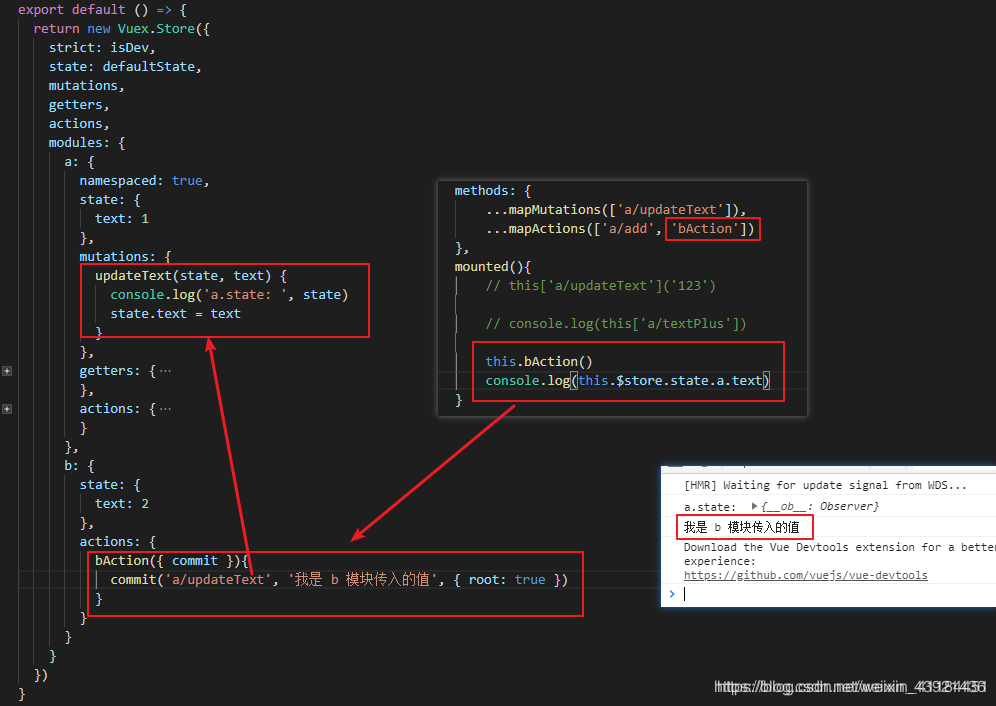 export default () => {
return new Vuex.Store({
strict: isDev,
state: defaultState,
mutations,
getters,
actions,
modules: {
a: {
namespaced: true,
state: {
text: 1
},
mutations: {
updateText(state, text) {
console.log('a.state: ', state)
state.text = text
}
},
getters: {···
},
actions: {···
}
},
b: {
state: {
text: 2
},
actions: {
bAction({ commit }){
commit('a/updateText', '我是 b 模块传入的值', { root: true })
}
}
}
}
})
}
methods: {
...mapMutations(['a/updateText']),
...mapActions(['a/add', 'bAction'])
},
mounted(){
// this['a/updateText']('123')
// console.log(this['a/textPlus'])
this.bAction()
console.log(this.$store.state.a.text)
}
[HMR] Waiting for update signal from WDS...
a.state: ▶{__ob__: Observer}
我是 b 模块传入的值
Download the Vue Devtools extension for a better
experience:
https://github.com/vuejs/vue-devtools
>